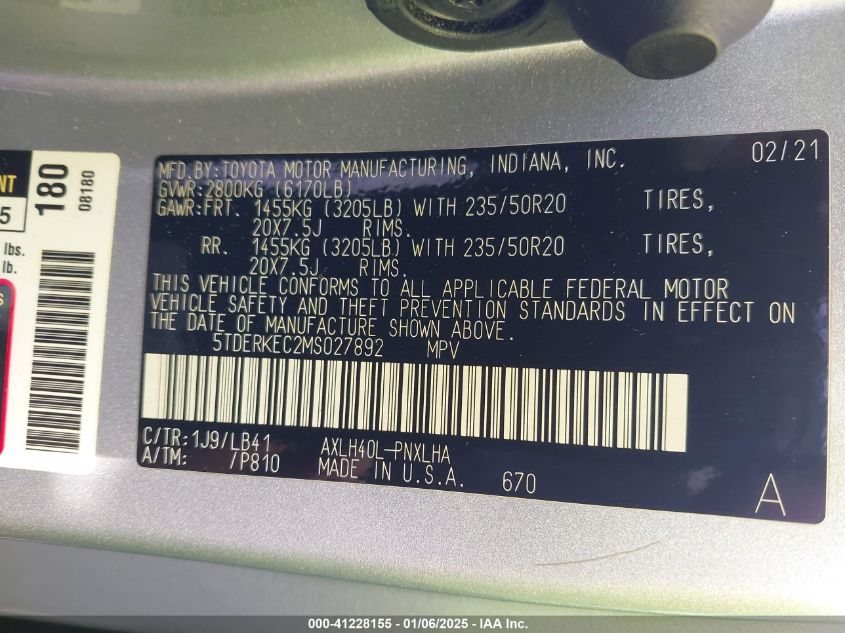 NT
5
lbs.
lb.
S
180
08180
MFD.BY:TOYOTA MOTOR MANUFACTURING, INDIANA, INC. 02/21
GVWR:2800KG (6170LB)
GAWR:FRT. 1455KG (3205LB) WITH 235/50R20 TIRES,
20X7.5J RIMS.
RR. 1455KG (3205LB) WITH 235/50R20 TIRES,
20X7.5J RIMS.
THIS VEHICLE CONFORMS TO ALL APPLICABLE FEDERAL MOTOR
VEHICLE SAFETY AND THEFT PREVENTION STANDARDS IN EFFECT ON
THE DATE OF MANUFACTURE SHOWN ABOVE.
5TDERKEC2MS027892 MPV
C/TR:1J9/LB41 AXLH40L-PNXLHA
A/TM: /P810 MADE IN U.S.A. 670
A
000-41228155 - 01/06/2025 - IAA Inc.